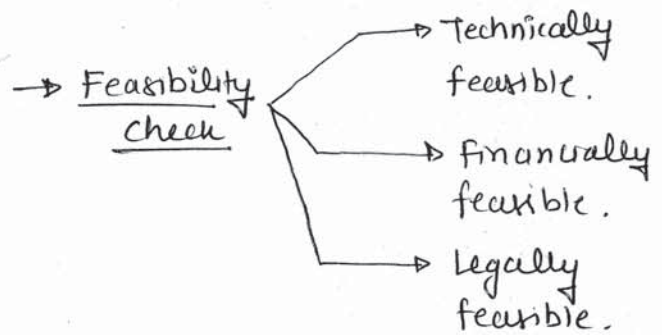 → Feasibility
check
→ Technically
feasible.
→ Financially
feasible.
→ Legally
feasible.